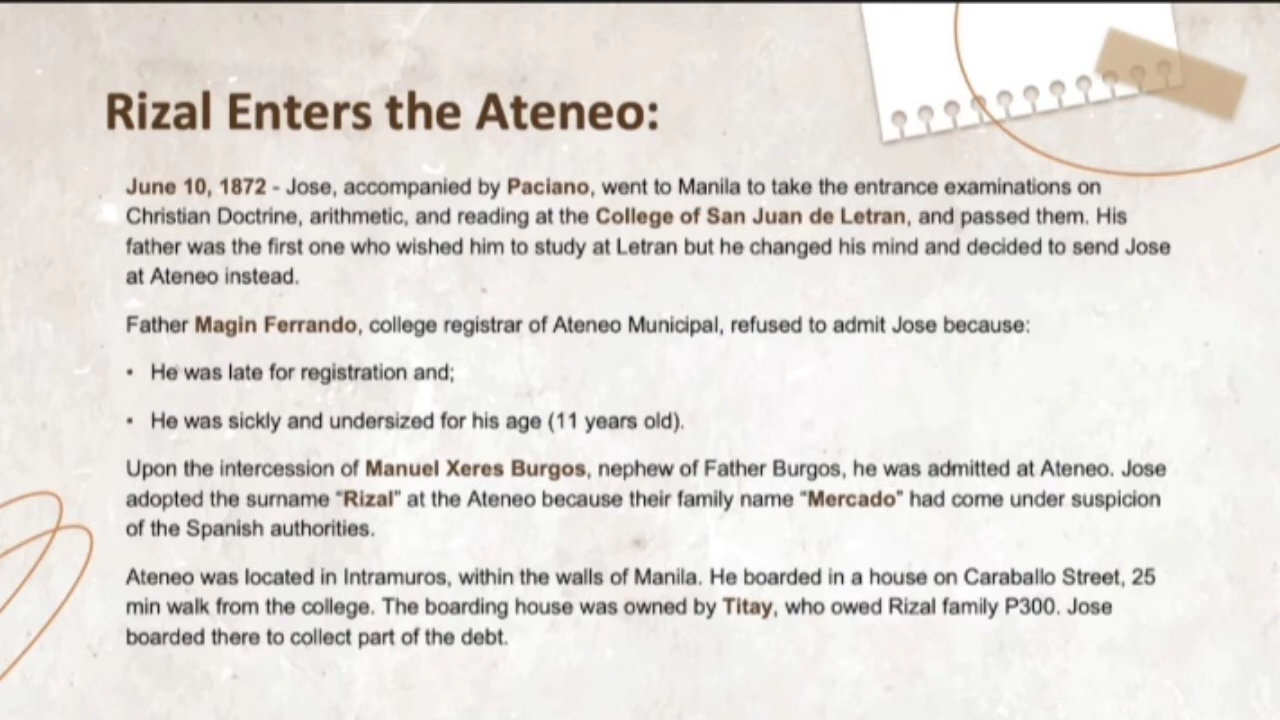 Rizal Enters the Ateneo:
June 10, 1872 - Jose, accompanied by Paciano, went to Manila to take the entrance examinations on
Christian Doctrine, arithmetic, and reading at the College of San Juan de Letran, and passed them. His
father was the first one who wished him to study at Letran but he changed his mind and decided to send Jose
at Ateneo instead.
Father Magin Ferrando, college registrar of Ateneo Municipal, refused to admit Jose because:
• He was late for registration and;
• He was sickly and undersized for his age (11 years old).
Upon the intercession of Manuel Xeres Burgos, nephew of Father Burgos, he was admitted at Ateneo. Jose
adopted the surname "Rizal" at the Ateneo because their family name "Mercado" had come under suspicion
of the Spanish authorities.
Ateneo was located in Intramuros, within the walls of Manila. He boarded in a house on Caraballo Street, 25
min walk from the college. The boarding house was owned by Titay, who owed Rizal family P300. Jose
boarded there to collect part of the debt.